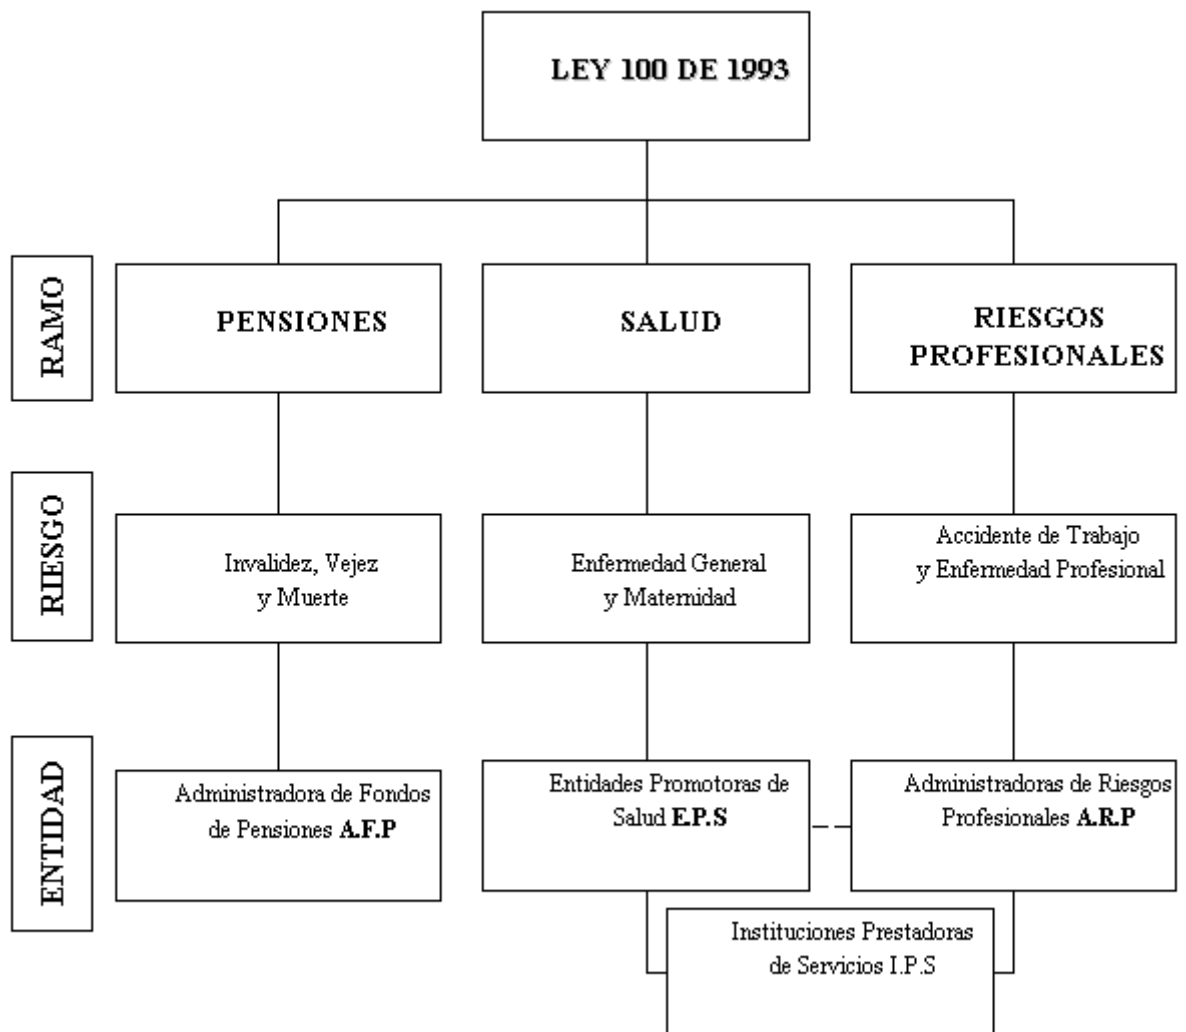 LEY 100 DE 1993
RAMO
PENSIONES
SALUD
RIESGOS
PROFESIONALES
RIESGO
Invalidez, Vejez
y Muerte
Enfermedad General
y Maternidad
Accidente de Trabajo
y Enfermedad Profesional
ENTIDAD
Administradora de Fondos
de Pensiones A.F.P
Entidades Promotoras de
Salud E.P.S
Administradoras de Riesgos
Profesionales A.R.P
Instituciones Prestadoras
de Servicios I.P.S